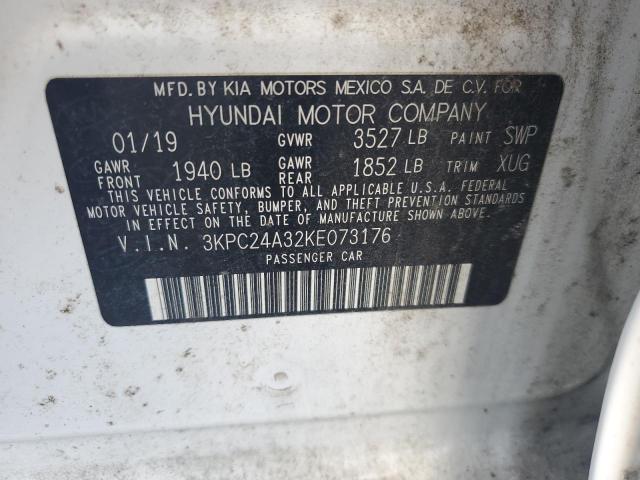 MFD. BY KIA MOTORS MEXICO S.A. DE C.V. FOR
HYUNDAI MOTOR COMPANY
01/19 GVWR 3527 LB PAINT SWP
GAWR FRONT 1940 LB GAWR REAR 1852 LB TRIM XUG
THIS VEHICLE CONFORMS TO ALL APPLICABLE U.S.A. FEDERAL
MOTOR VEHICLE SAFETY, BUMPER, AND THEFT PREVENTION STANDARDS
IN EFFECT ON THE DATE OF MANUFACTURE SHOWN ABOVE.
V.I.N. 3KPC24A32KE073176
PASSENGER CAR